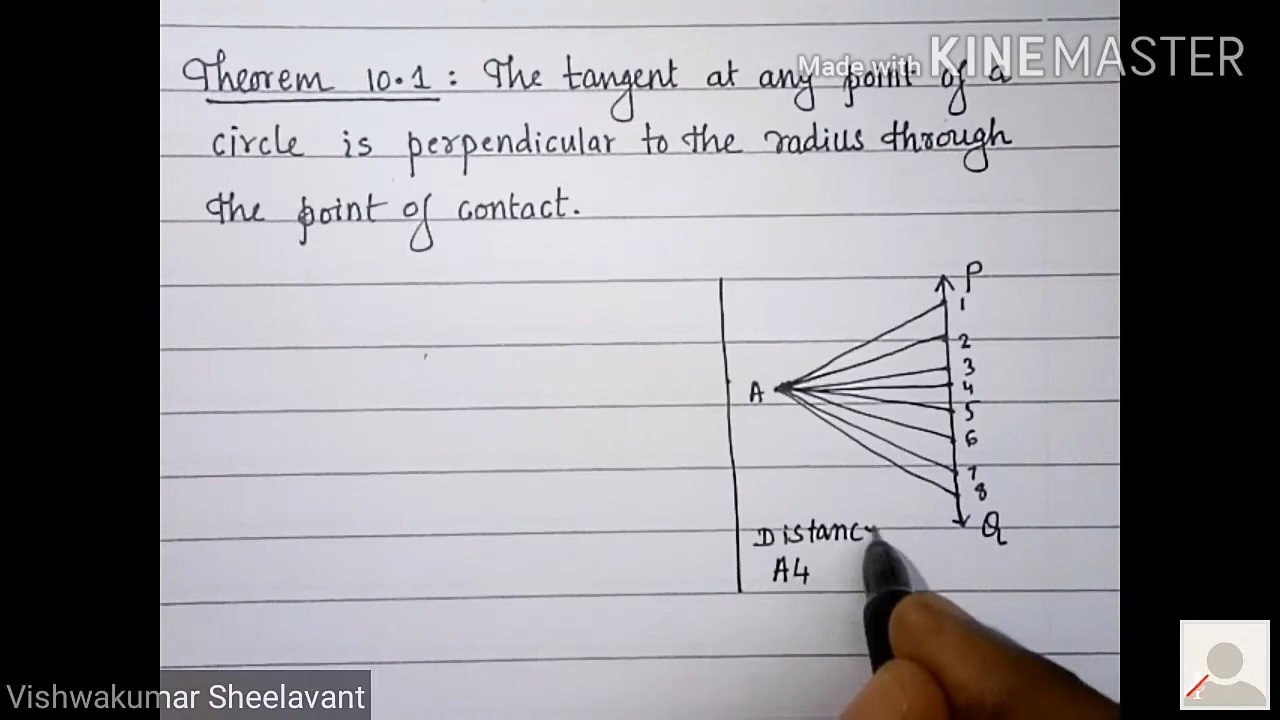 Made with KINEMASTER
Theorem 10.1 : The tangent at any point of a
circle is perpendicular to the radius through
the point of contact.
P
1
2
3
A
4
5
6
7
8
Q
Distanc
A4
Vishwakumar Sheelavant